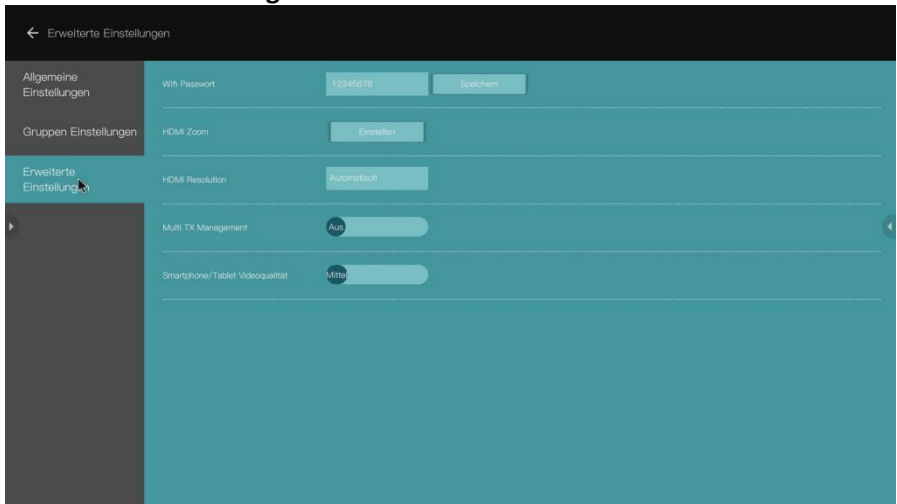 Erweiterte Einstellungen
Allgemeine
Einstellungen
Gruppen Einstellungen
Erweiterte
Einstellungen
Wifi Passwort
12345678
Speichern
HDMI Zoom
Einstellen
HDMI Resolution
Automatisch
Multi TX Management
Aus
Smartphone/Tablet Videoqualität
Mittel